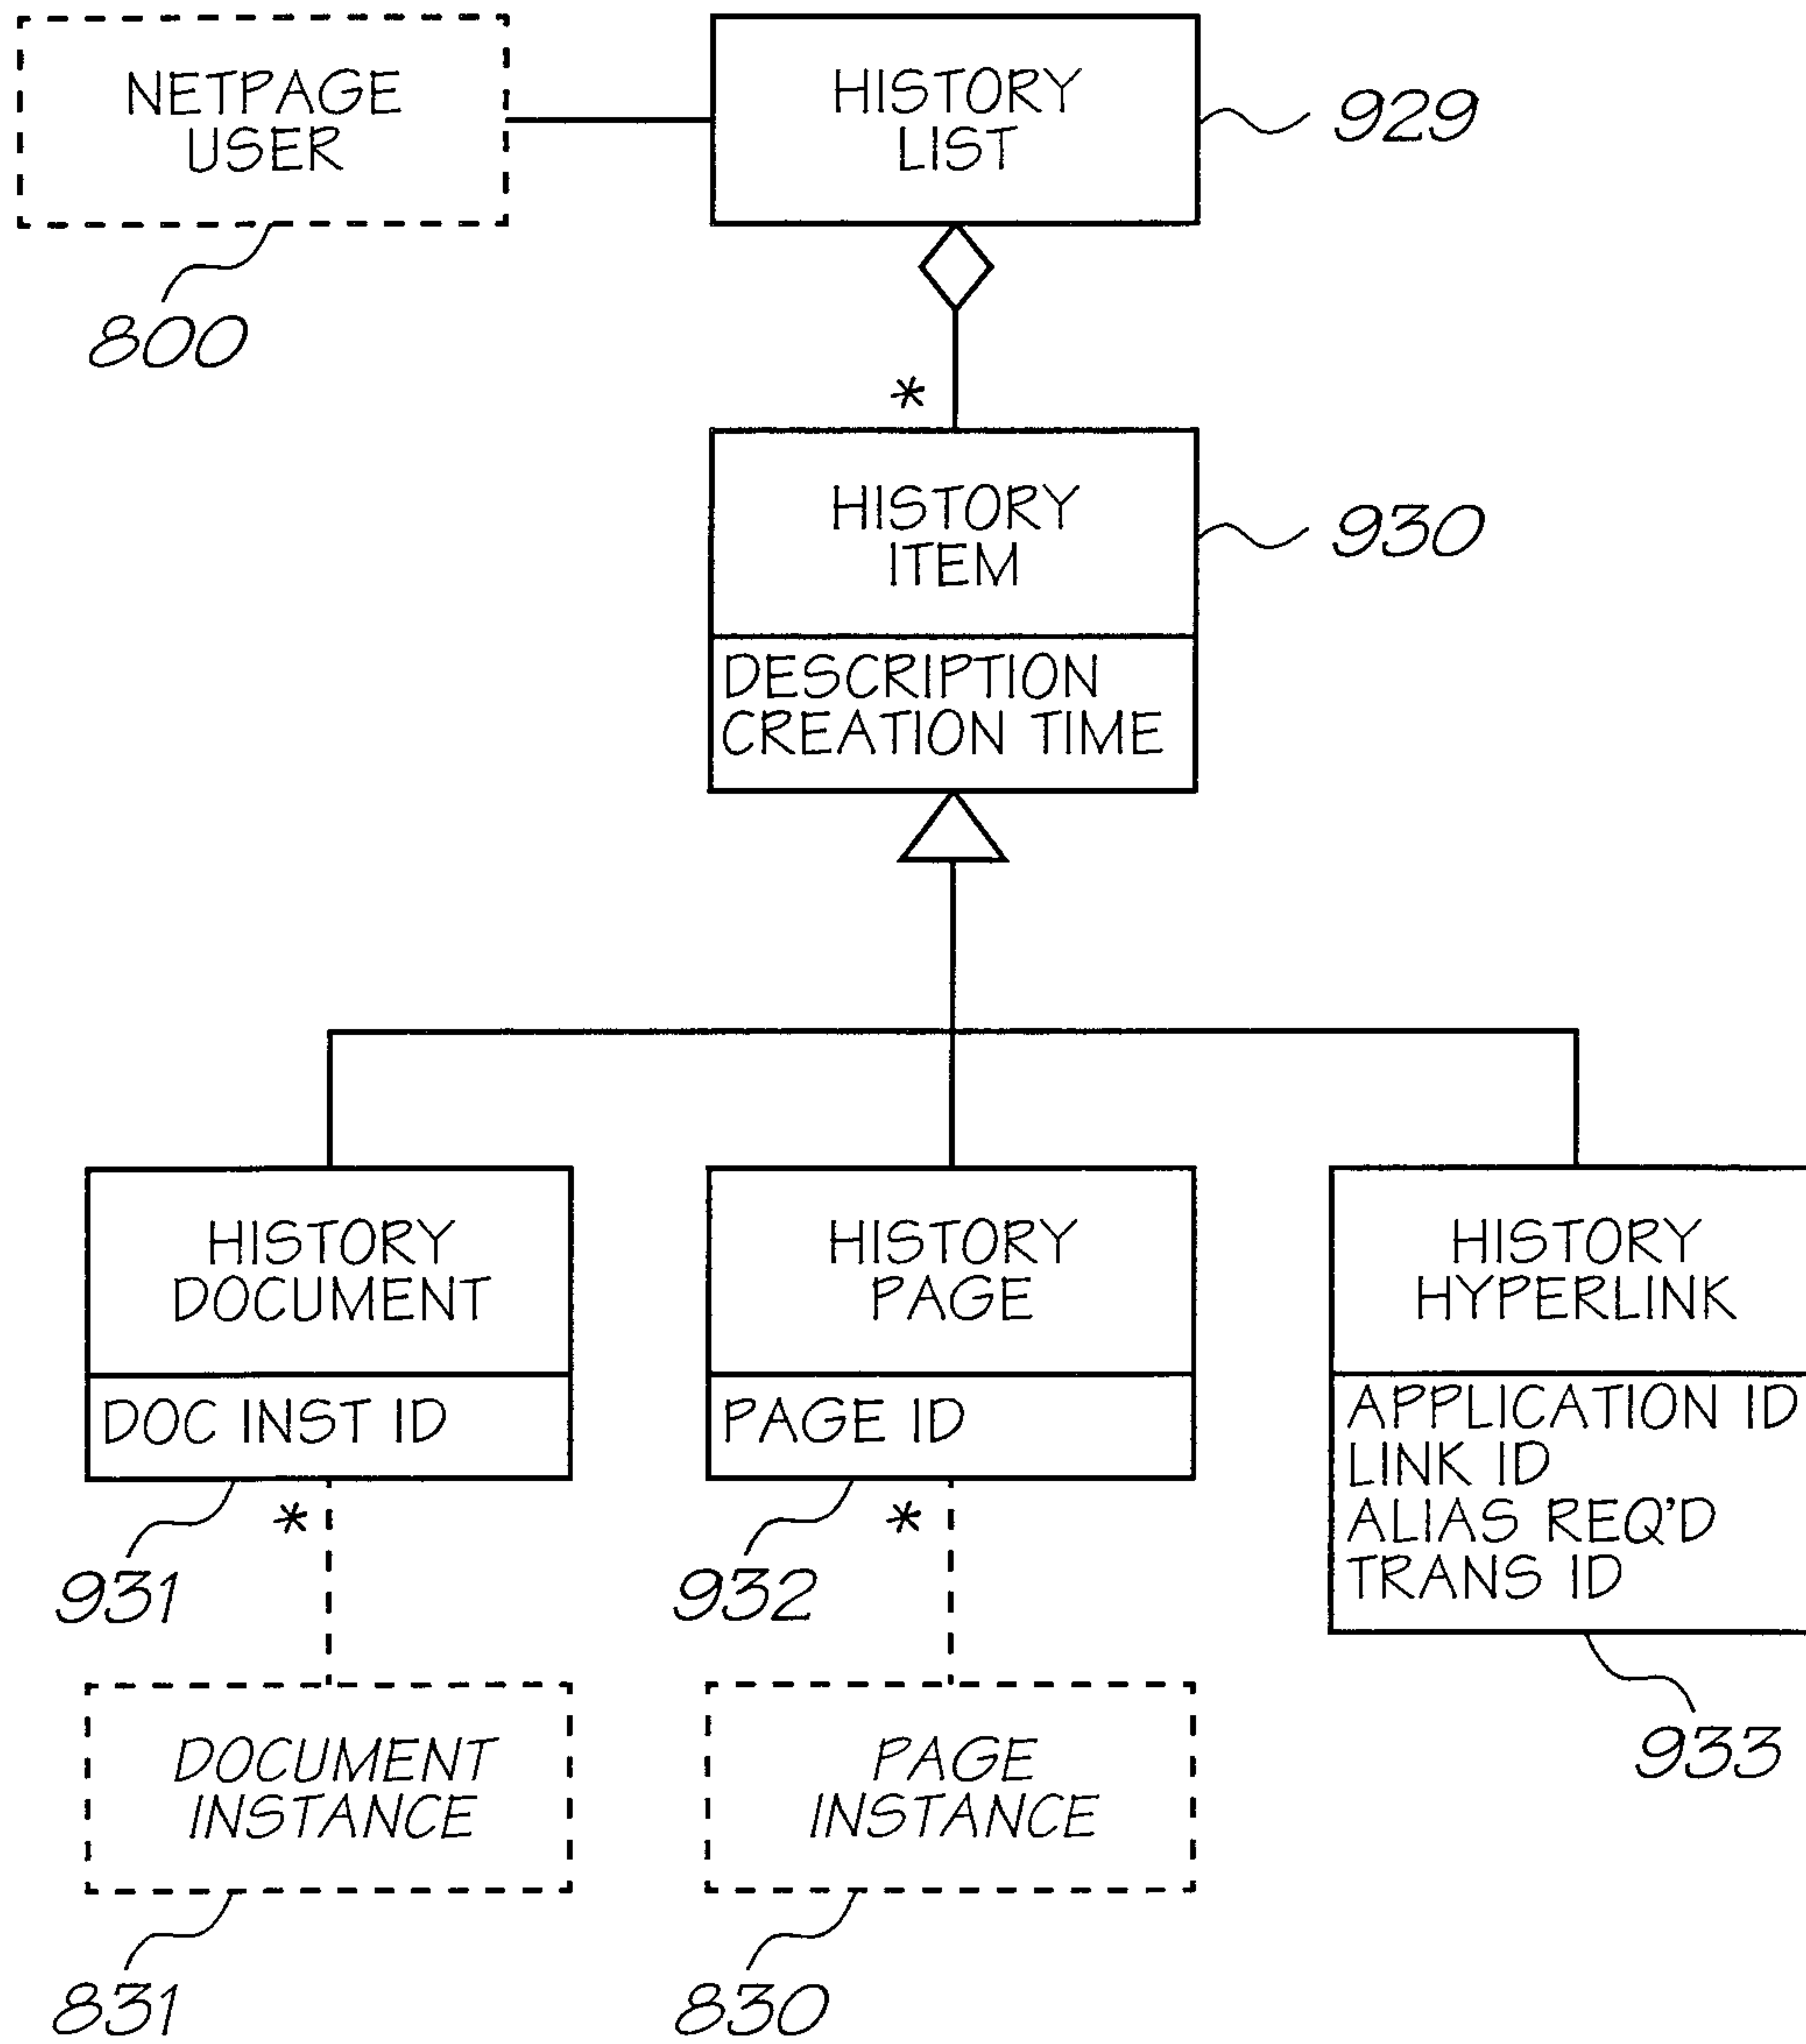 NETPAGE
USER
HISTORY
LIST
929
800
*
HISTORY
ITEM
930
DESCRIPTION
CREATION TIME
HISTORY
DOCUMENT
DOC INST ID
HISTORY
PAGE
PAGE ID
HISTORY
HYPERLINK
APPLICATION ID
LINK ID
ALIAS REQ'D
TRANS ID
*
*
931
932
933
DOCUMENT
INSTANCE
PAGE
INSTANCE
831
830